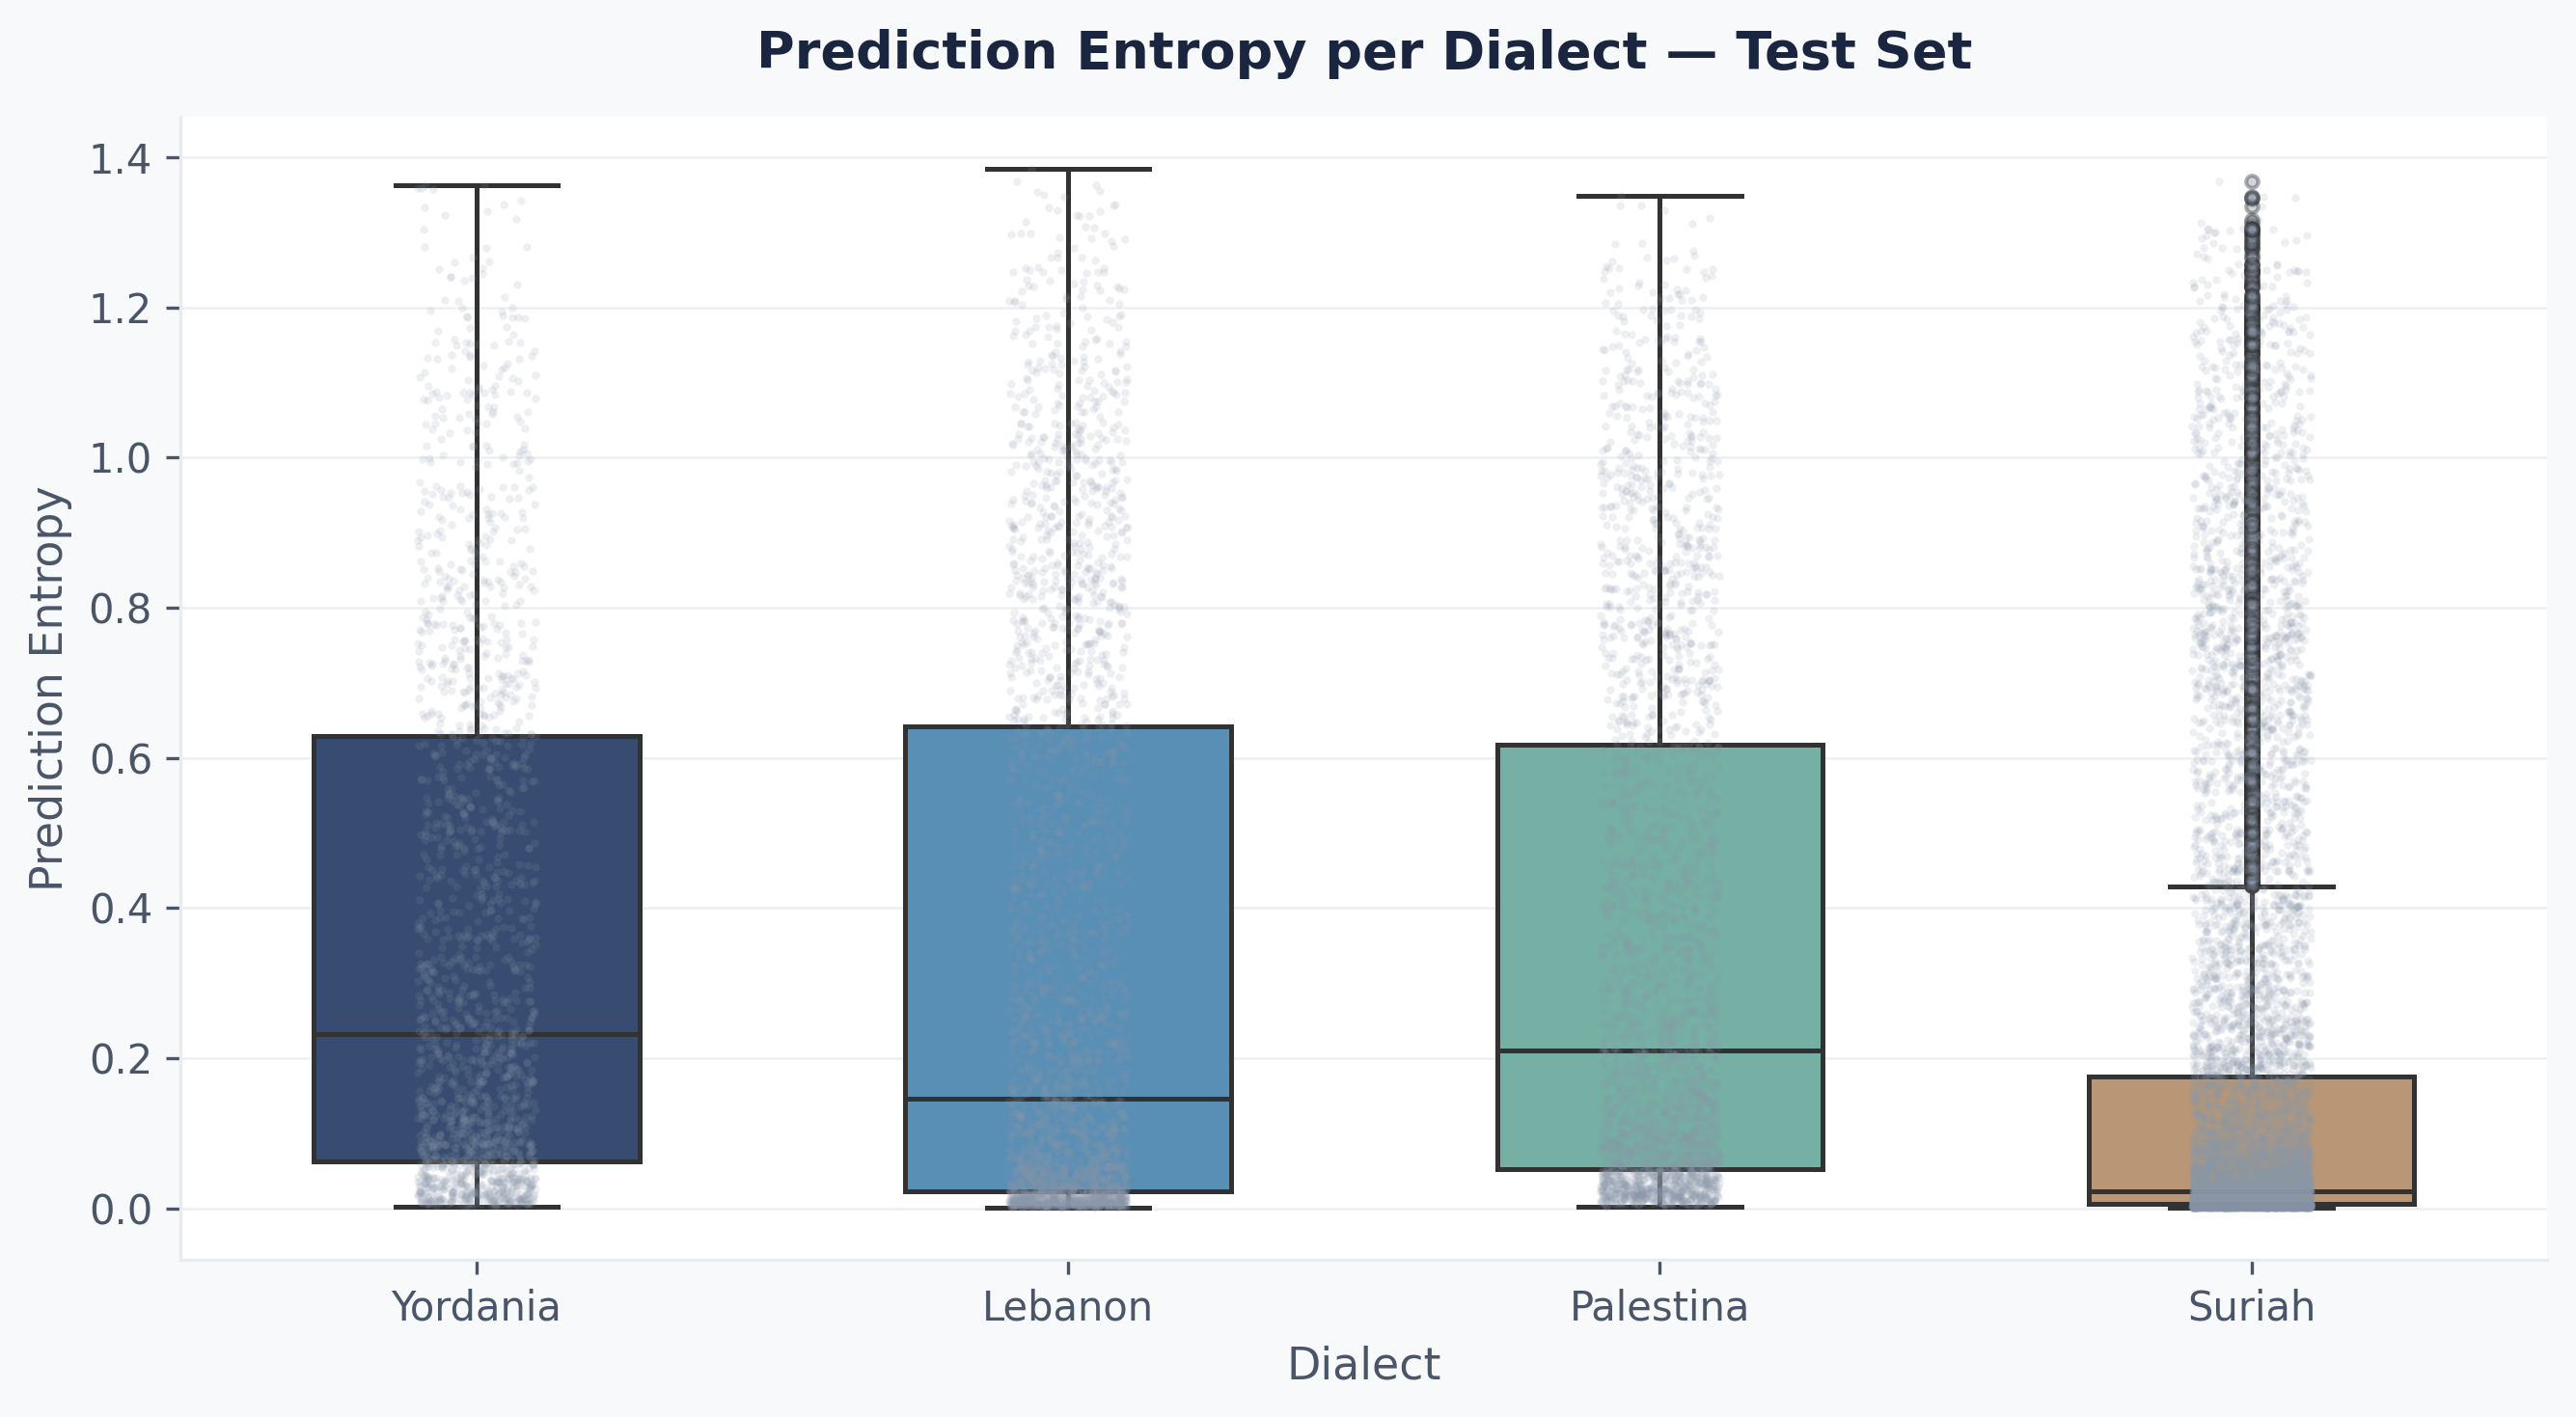 Prediction Entropy per Dialect — Test Set
Prediction Entropy
1.4
1.2
1.0
0.8
0.6
0.4
0.2
0.0
Yordania
Lebanon
Palestina
Suriah
Dialect